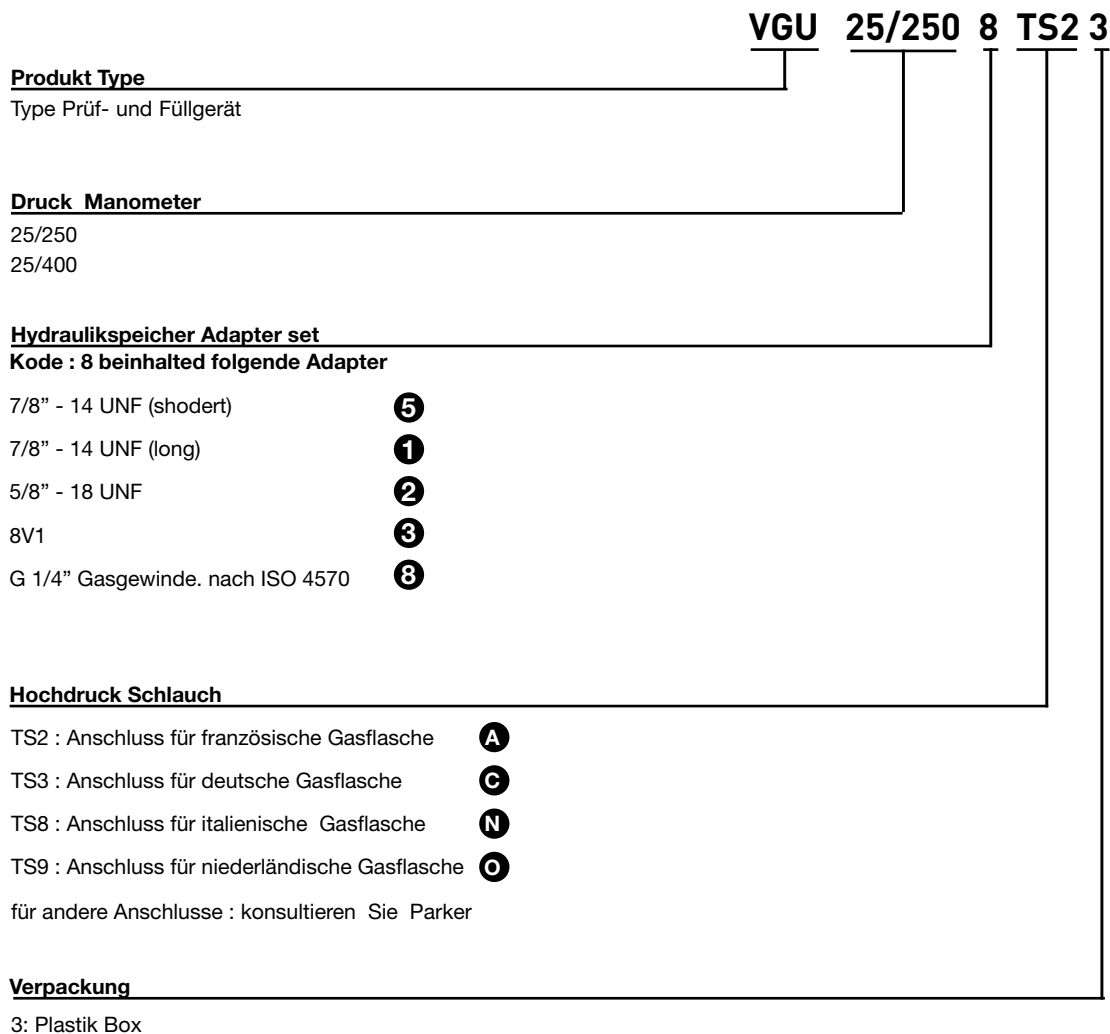 VGU 25/250 8 TS2 3
Produkt Type
Type Prüf- und Füllgerät
Druck Manometer
25/250
25/400
Hydraulikspeicher Adapter set
Kode : 8 beinhalted folgende Adapter
7/8” - 14 UNF (shodert) 5
7/8” - 14 UNF (long) 1
5/8” - 18 UNF 2
8V1 3
G 1/4” Gasgewinde. nach ISO 4570 8
Hochdruck Schlauch
TS2 : Anschluss für französische Gasflasche A
TS3 : Anschluss für deutsche Gasflasche C
TS8 : Anschluss für italienische Gasflasche N
TS9 : Anschluss für niederländische Gasflasche O
für andere Anschlusse : konsultieren Sie Parker
Verpackung
3: Plastik Box